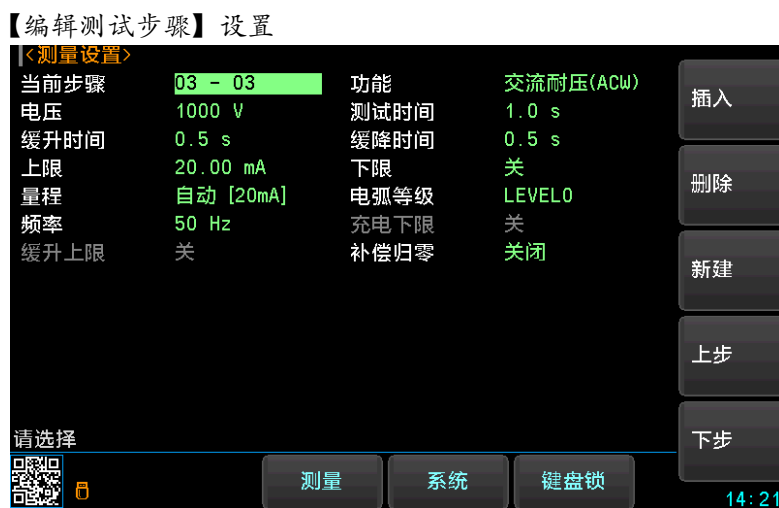 【编辑测试步骤】设置
<测量设置>
当前步骤 03 - 03 功能 交流耐压(ACW)
电压 1000 V 测试时间 1.0 s
缓升时间 0.5 s 缓降时间 0.5 s
上限 20.00 mA 下限 关
量程 自动 [20mA] 电弧等级 LEVEL0
频率 50 Hz 充电下限 关
缓升上限 关 补偿归零 关闭
插入
删除
新建
上步
下步
请选择
测量 系统 键盘锁
14:21